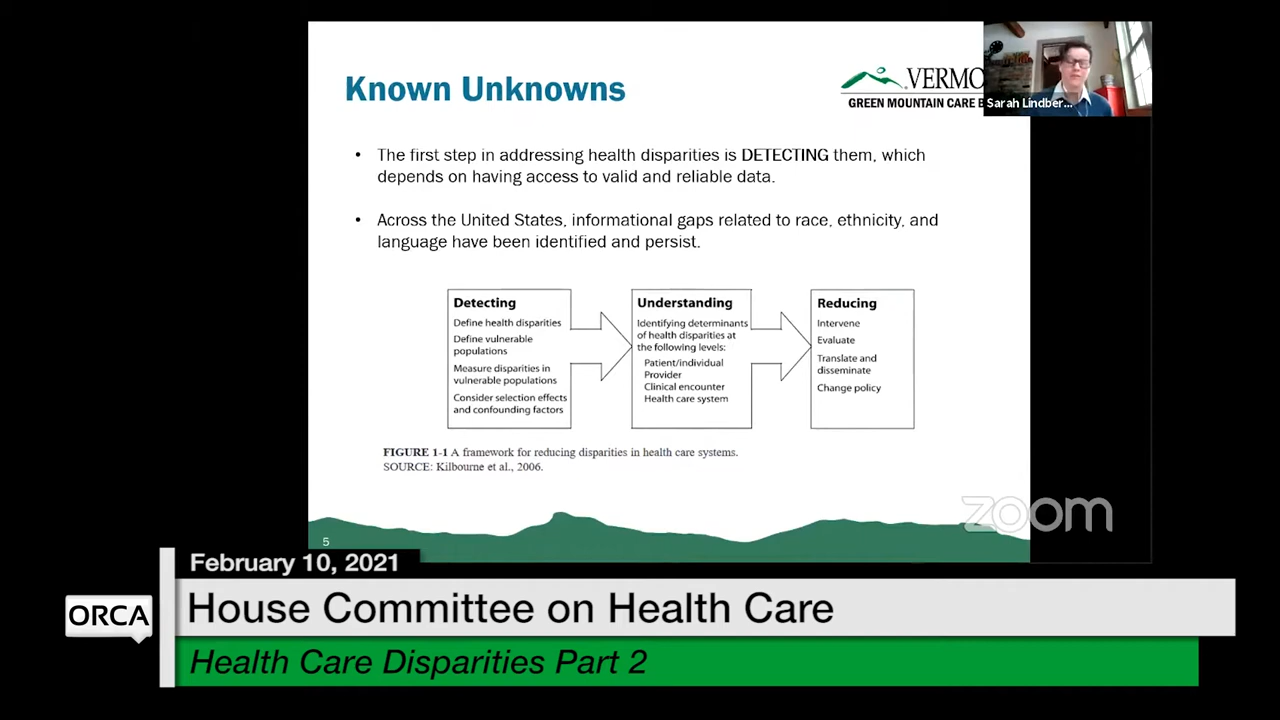 Known Unknowns
VERMO
GREEN MOUNTAIN CARE B
Sarah Lindber...
• The first step in addressing health disparities is DETECTING them, which
depends on having access to valid and reliable data.
• Across the United States, informational gaps related to race, ethnicity, and
language have been identified and persist.
Detecting
Define health disparities
Define vulnerable
populations
Measure disparities in
vulnerable populations
Consider selection effects
and confounding factors
Understanding
Identifying determinants
of health disparities at
the following levels:
Patient/individual
Provider
Clinical encounter
Health care system
Reducing
Intervene
Evaluate
Translate and
disseminate
Change policy
FIGURE 1-1 A framework for reducing disparities in health care systems.
SOURCE: Kilbourne et al., 2006.
zoom
5
February 10, 2021
ORCA
House Committee on Health Care
Health Care Disparities Part 2